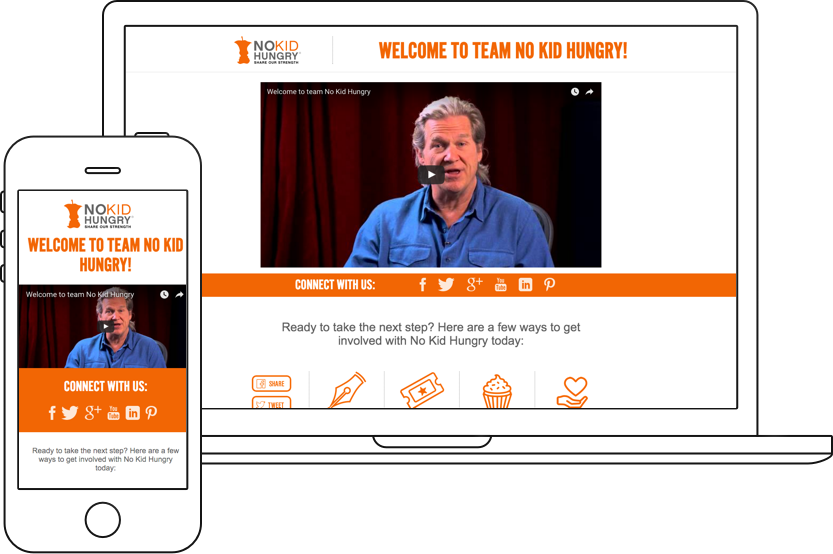 NOKID
HUNGRY
SHARE OUR STRENGTH
WELCOME TO TEAM NO KID HUNGRY!
Welcome to team No Kid Hungry
CONNECT WITH US:
f
g+
You
Tube
in
Ready to take the next step? Here are a few ways to get
involved with No Kid Hungry today:
f SHARE
TWEET
NOKID
HUNGRY
SHARE OUR STRENGTH
WELCOME TO TEAM NO KID
HUNGRY!
Welcome to team No Kid Hungry
CONNECT WITH US:
f
g+
You
Tube
in
Ready to take the next step? Here are a few
ways to get involved with No Kid Hungry
today: